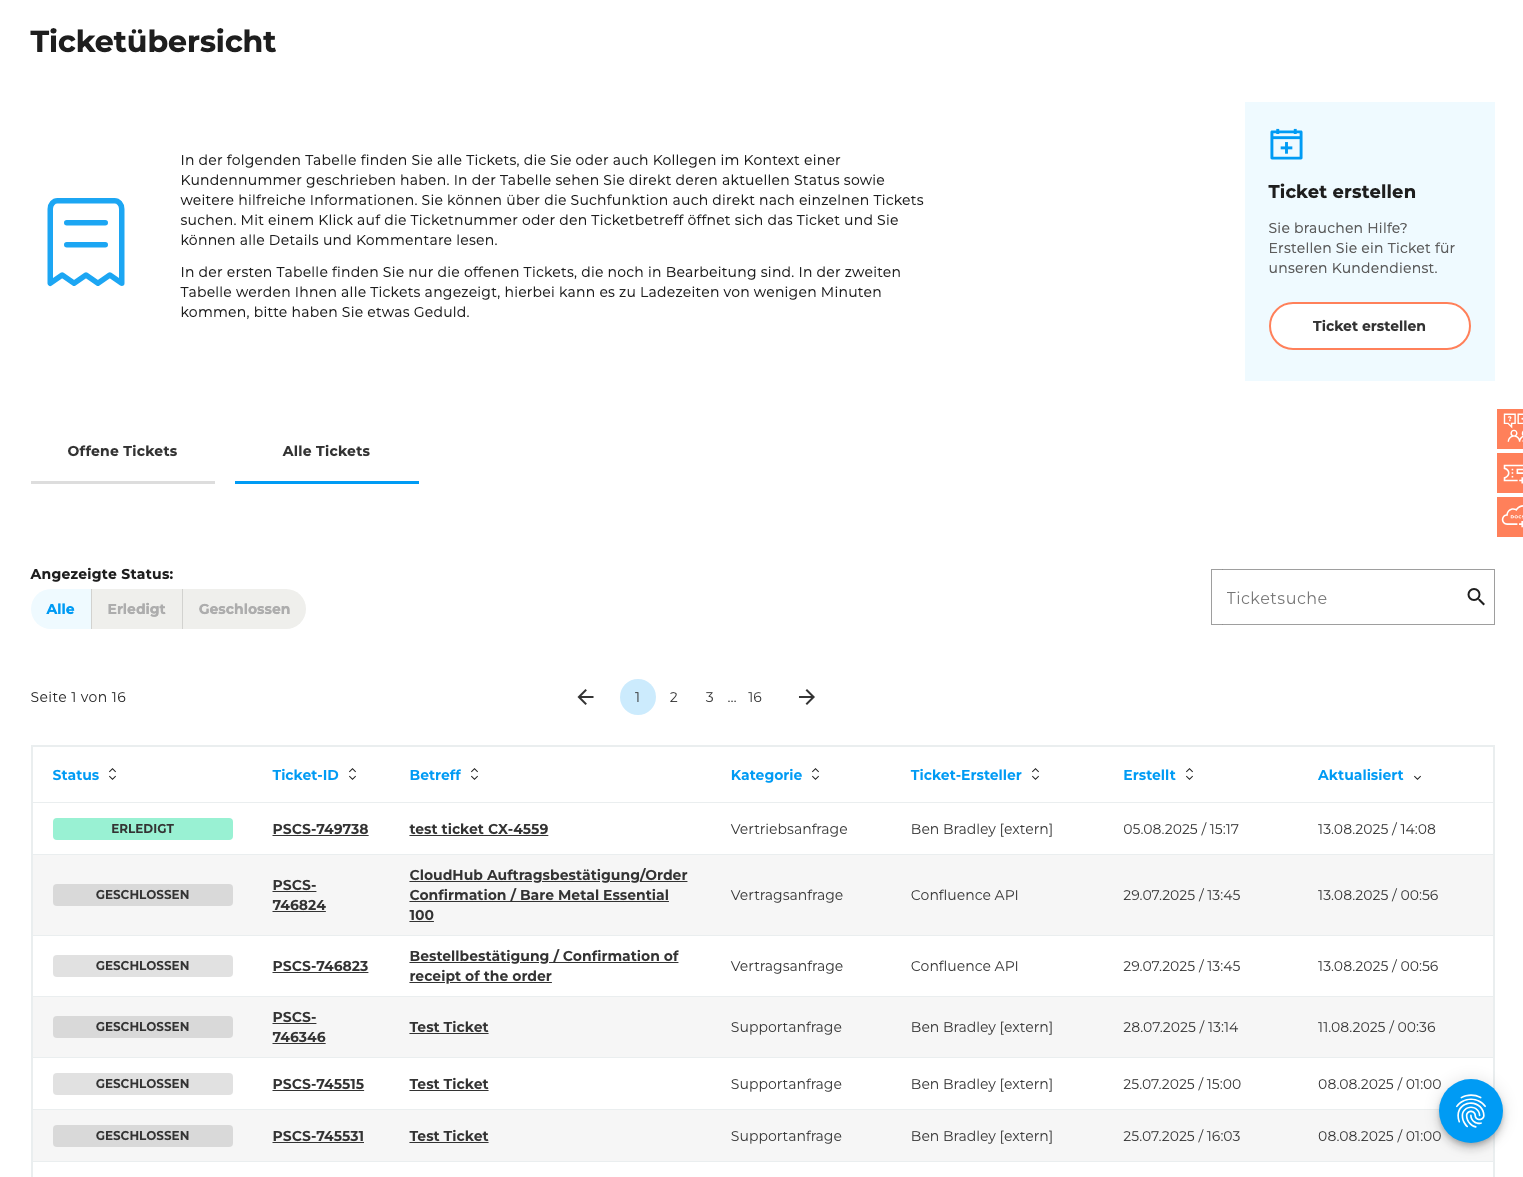 Ticketübersicht
In der folgenden Tabelle finden Sie alle Tickets, die Sie oder auch Kollegen im Kontext einer
Kundennummer geschrieben haben. In der Tabelle sehen Sie direkt deren aktuellen Status sowie
weitere hilfreiche Informationen. Sie können über die Suchfunktion auch direkt nach einzelnen Tickets
suchen. Mit einem Klick auf die Ticketnummer oder den Ticketbetreff öffnet sich das Ticket und Sie
können alle Details und Kommentare lesen.
In der ersten Tabelle finden Sie nur die offenen Tickets, die noch in Bearbeitung sind. In der zweiten
Tabelle werden Ihnen alle Tickets angezeigt, hierbei kann es zu Ladezeiten von wenigen Minuten
kommen, bitte haben Sie etwas Geduld.
Ticket erstellen
Sie brauchen Hilfe?
Erstellen Sie ein Ticket für
unseren Kundendienst.
Ticket erstellen
Offene Tickets Alle Tickets
Angezeigte Status:
Alle Erledigt Geschlossen
Ticketsuche
Seite 1 von 16 1 2 3 ... 16
Status Ticket-ID Betreff Kategorie Ticket-Ersteller Erstellt Aktualisiert
ERLEDIGT PSCS-749738 test ticket CX-4559 Vertriebsanfrage Ben Bradley [extern] 05.08.2025 / 15:17 13.08.2025 / 14:08
CloudHub Auftragsbestätigung/Order
GESCHLOSSEN PSCS-
746824 Confirmation / Bare Metal Essential Vertragsanfrage Confluence API 29.07.2025 / 13:45 13.08.2025 / 00:56
100
Bestellbestätigung / Confirmation of
GESCHLOSSEN PSCS-746823 receipt of the order Vertragsanfrage Confluence API 29.07.2025 / 13:45 13.08.2025 / 00:56
GESCHLOSSEN PSCS-
746346 Test Ticket Supportanfrage Ben Bradley [extern] 28.07.2025 / 13:14 11.08.2025 / 00:36
GESCHLOSSEN PSCS-745515 Test Ticket Supportanfrage Ben Bradley [extern] 25.07.2025 / 15:00 08.08.2025 / 01:00
GESCHLOSSEN PSCS-745531 Test Ticket Supportanfrage Ben Bradley [extern] 25.07.2025 / 16:03 08.08.2025 / 01:00